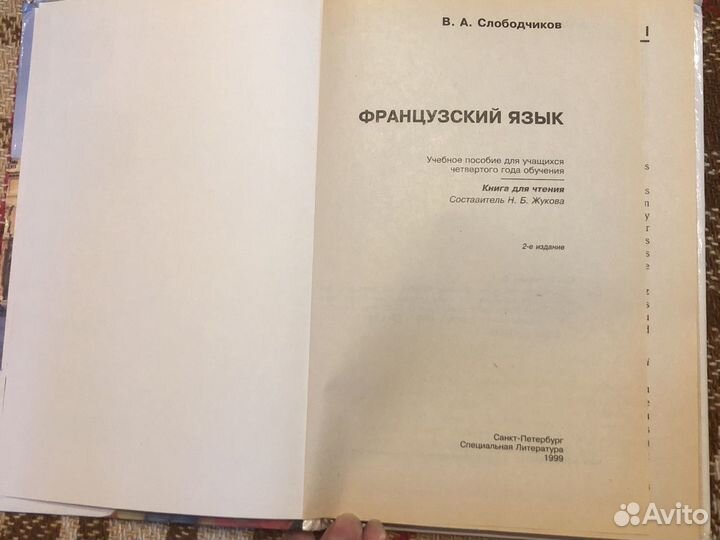 В. А. Слободчиков
ФРАНЦУЗСКИЙ ЯЗЫК
Учебное пособие для учащихся
четвертого года обучения
Книга для чтения
Составитель Н. Б. Жукова
2-е издание
Санкт-Петербург
Специальная Литература
1999
Avito